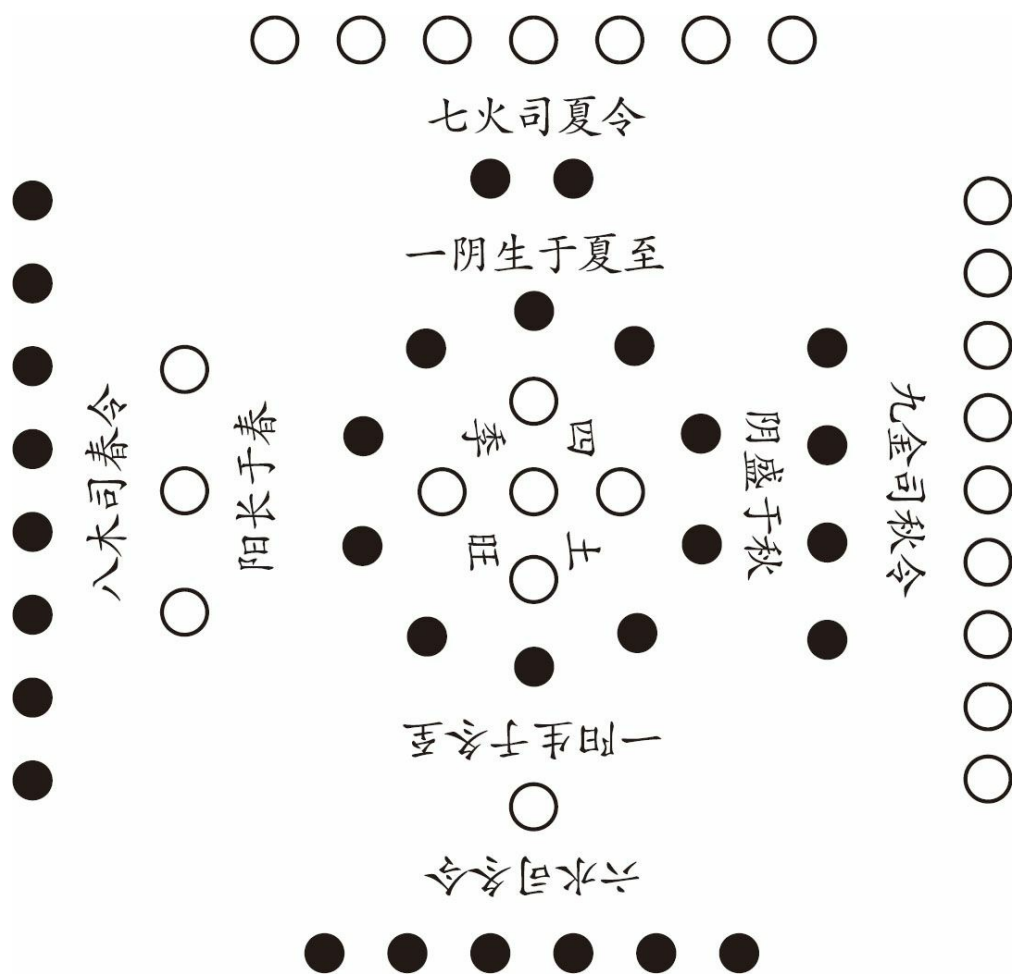 七火司夏令
一阴生于夏至
八木司春令
阳长于春
四季
土旺
阴盛于秋
九金司秋令
一阳生于冬至
六水司冬令